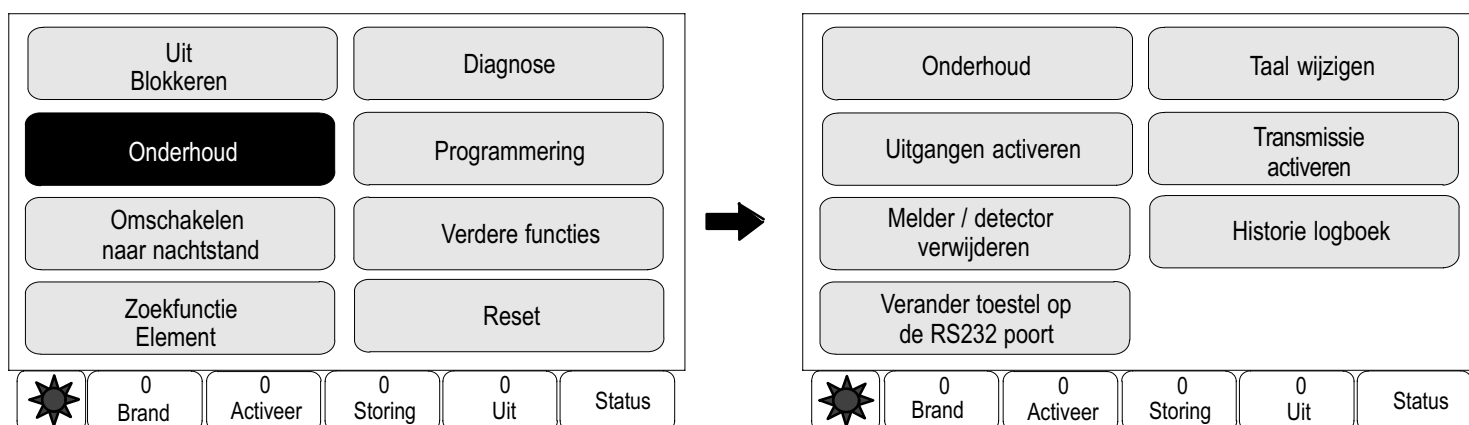 Uit
Blokkeren
Diagnose
Onderhoud
Programmering
Omschakelen
naar nachtstand
Verdere functies
Zoekfunctie
Element
Reset
0
Brand
0
Activeer
0
Storing
0
Uit
Status
Onderhoud
Taal wijzigen
Uitgangen activeren
Transmissie
activeren
Melder / detector
verwijderen
Historie logboek
Verander toestel op
de RS232 poort
0
Brand
0
Activeer
0
Storing
0
Uit
Status